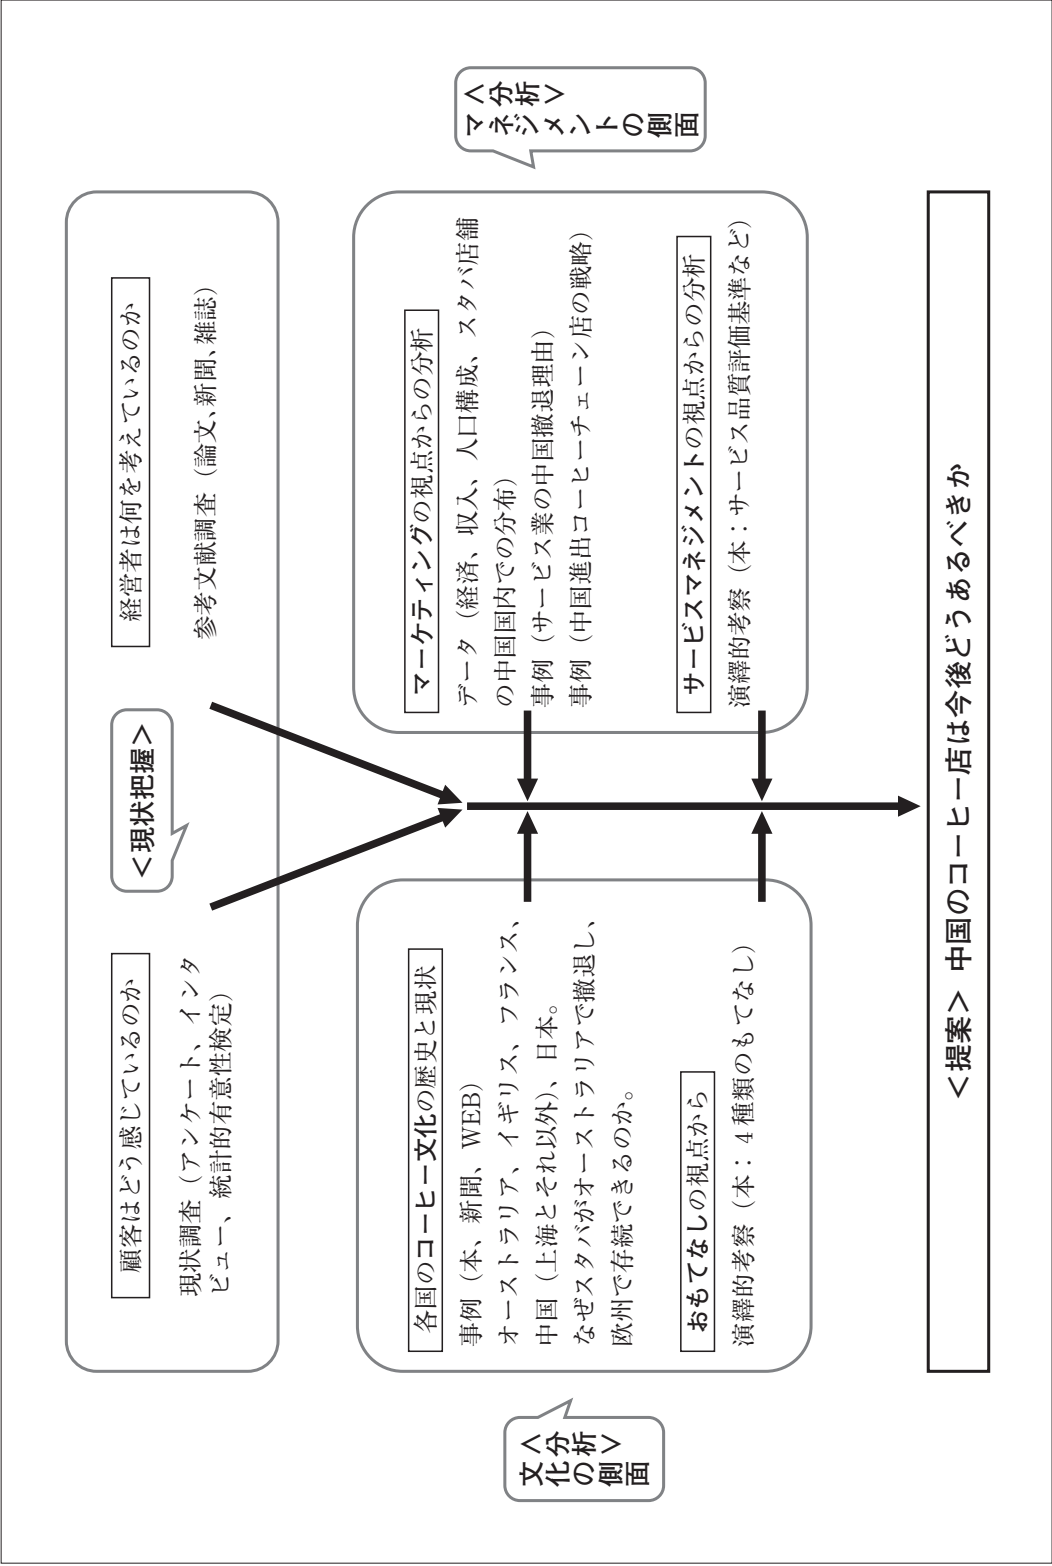 ＜現状把握＞
顧客はどう感じているのか
現状調査（アンケート、インタ
ビュー、統計的有意性検定）
経営者は何を考えているのか
参考文献調査（論文、新聞、雑誌）
＜分析＞
文化の側面
各国のコーヒー文化の歴史と現状
事例（本、新聞、WEB）
オーストラリア、イギリス、フランス、
中国（上海とそれ以外）、日本。
なぜスタバがオーストラリアで撤退し、
欧州で存続できるのか。
おもてなしの視点から
演繹的考察（本：4種類のもてなし）
＜分析＞
マネジメントの側面
マーケティングの視点からの分析
データ（経済、収入、人口構成、スタバ店舗
の中国国内での分布）
事例（サービス業の中国撤退理由）
事例（中国進出コーヒーチェーン店の戦略）
サービスマネジメントの視点からの分析
演繹的考察（本：サービス品質評価基準など）
＜提案＞ 中国のコーヒー店は今後どうあるべきか